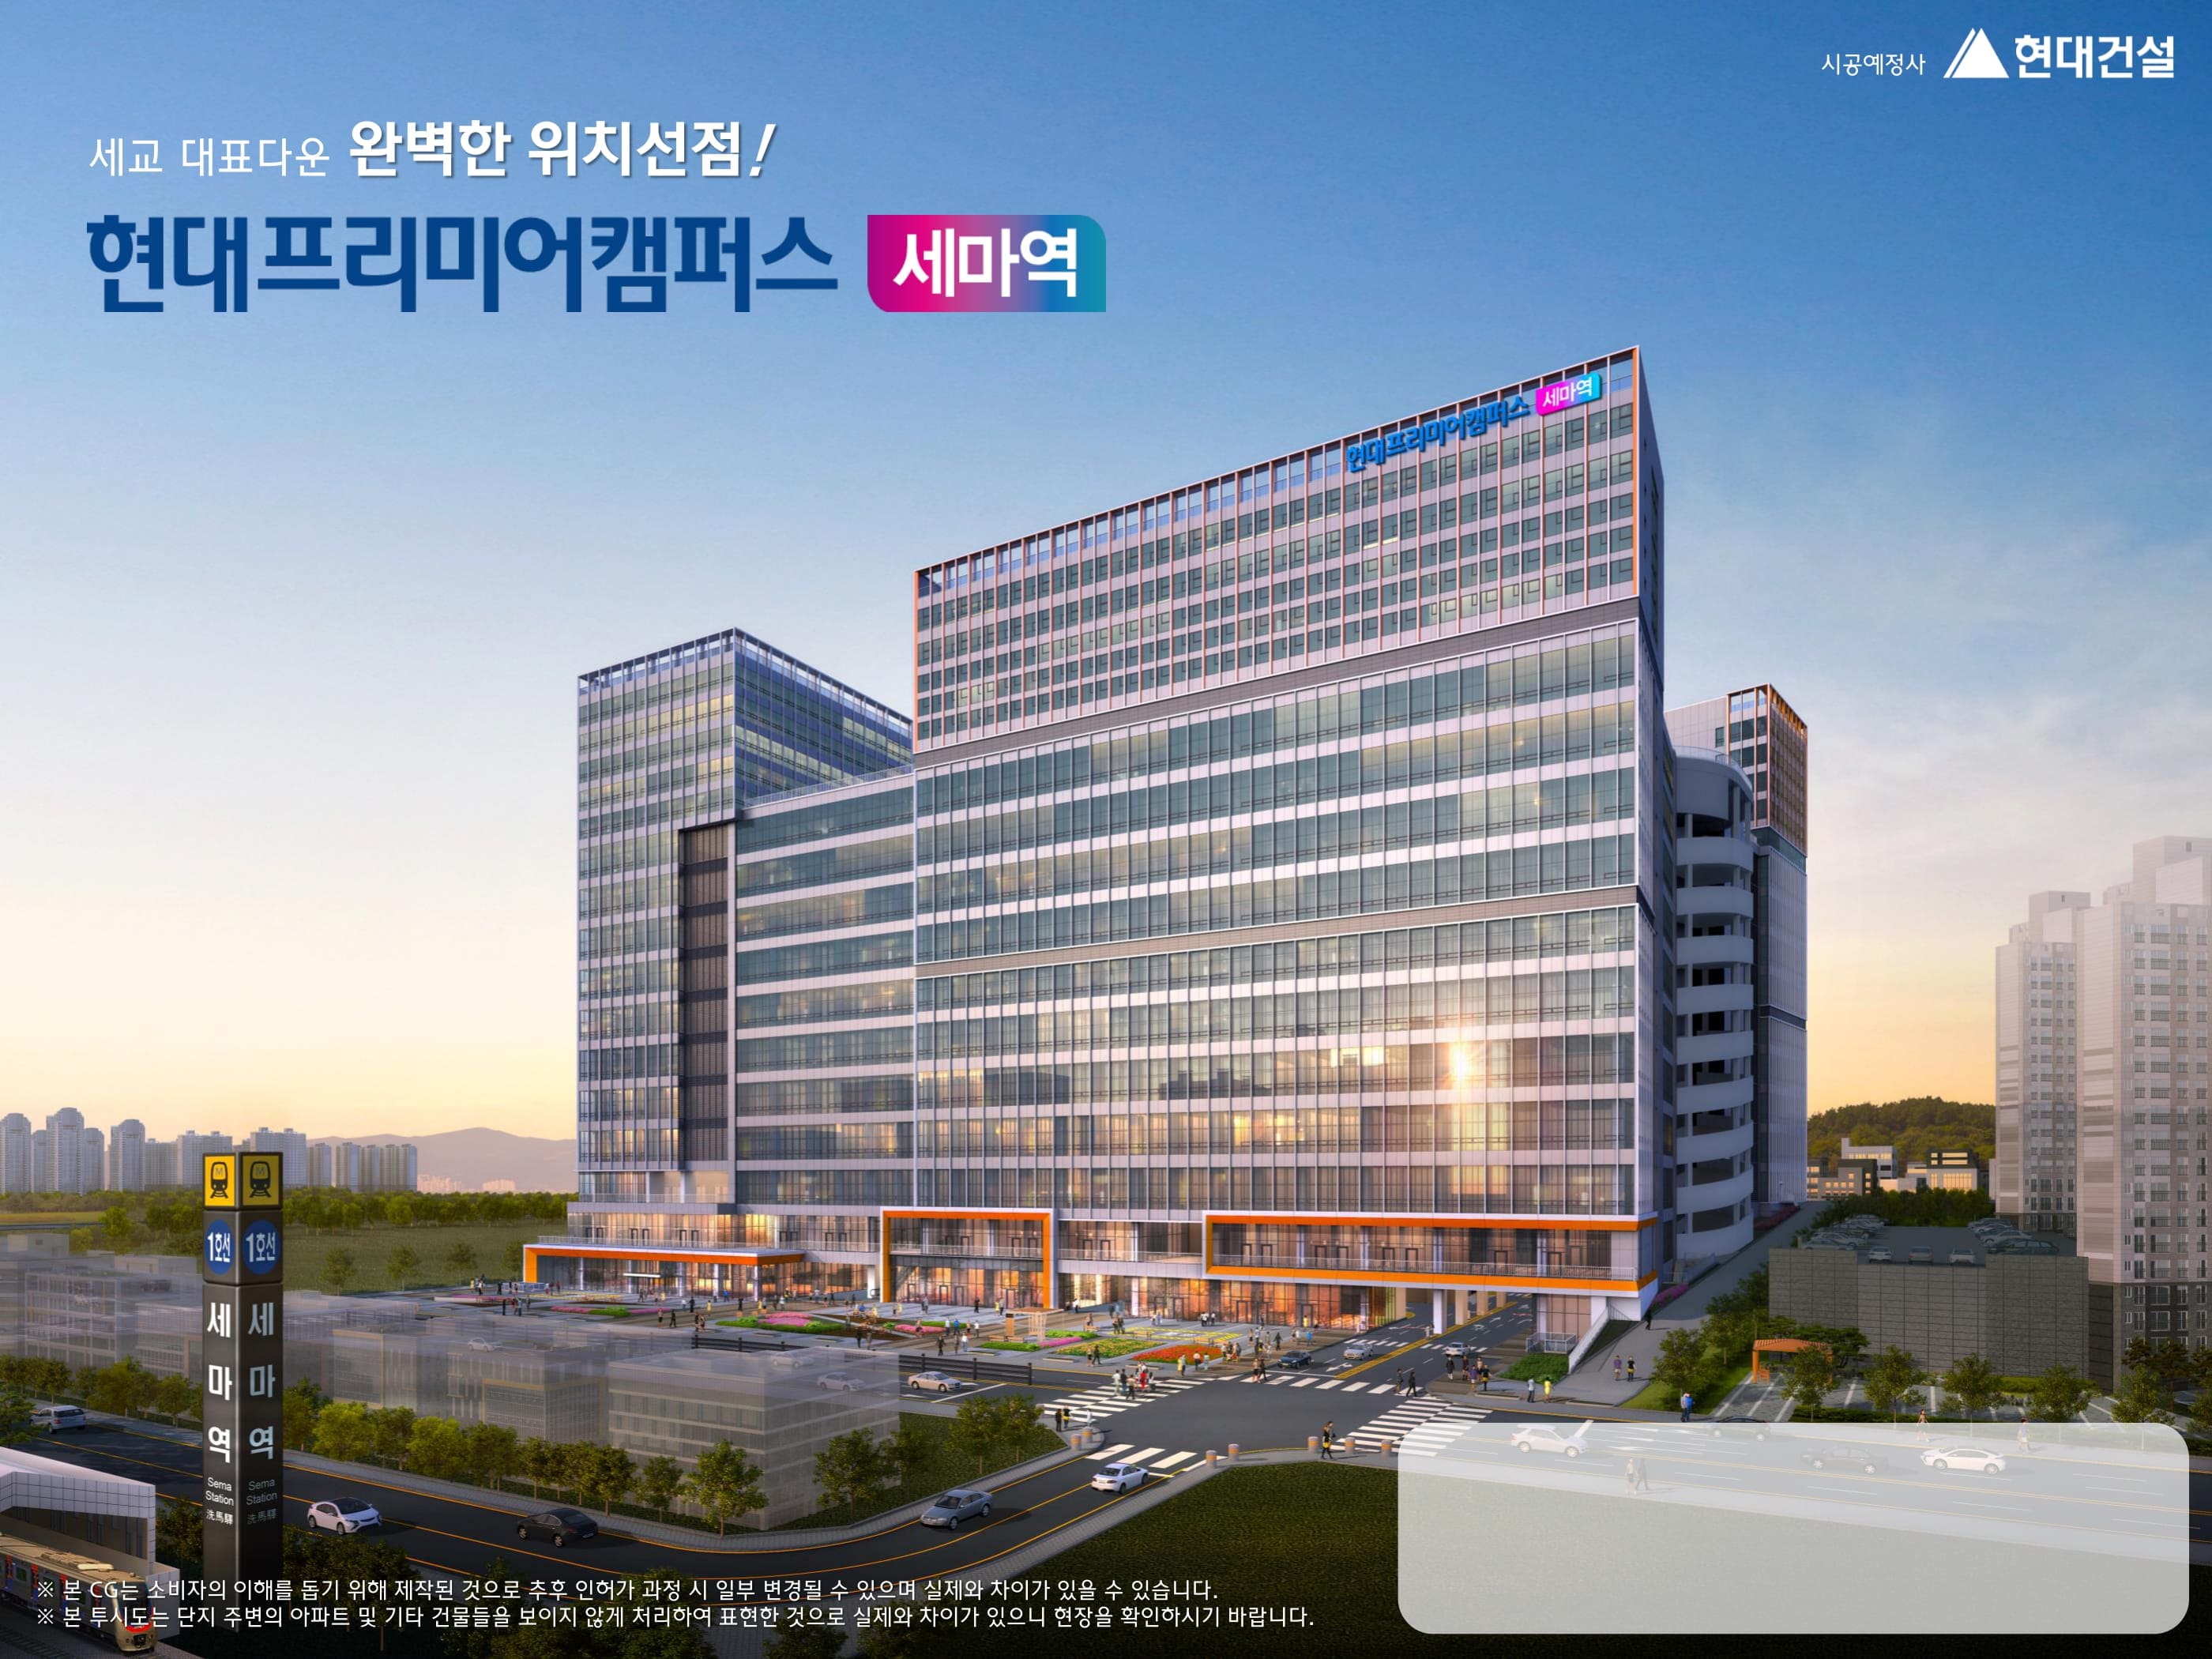 시공예정사 현대건설
세교 대표다운 완벽한 위치선점!
현대프리미어캠퍼스 세마역
현대프리미어캠퍼스 세마역
M M
1호선 1호선
세마역 세마역
Sema Station Sema Station
洗馬驛 洗馬驛
※ 본 CG는 소비자의 이해를 돕기 위해 제작된 것으로 추후 인허가 과정 시 일부 변경될 수 있으며 실제와 차이가 있을 수 있습니다.
※ 본 투시도는 단지 주변의 아파트 및 기타 건물들을 보이지 않게 처리하여 표현한 것으로 실제와 차이가 있으니 현장을 확인하시기 바랍니다.